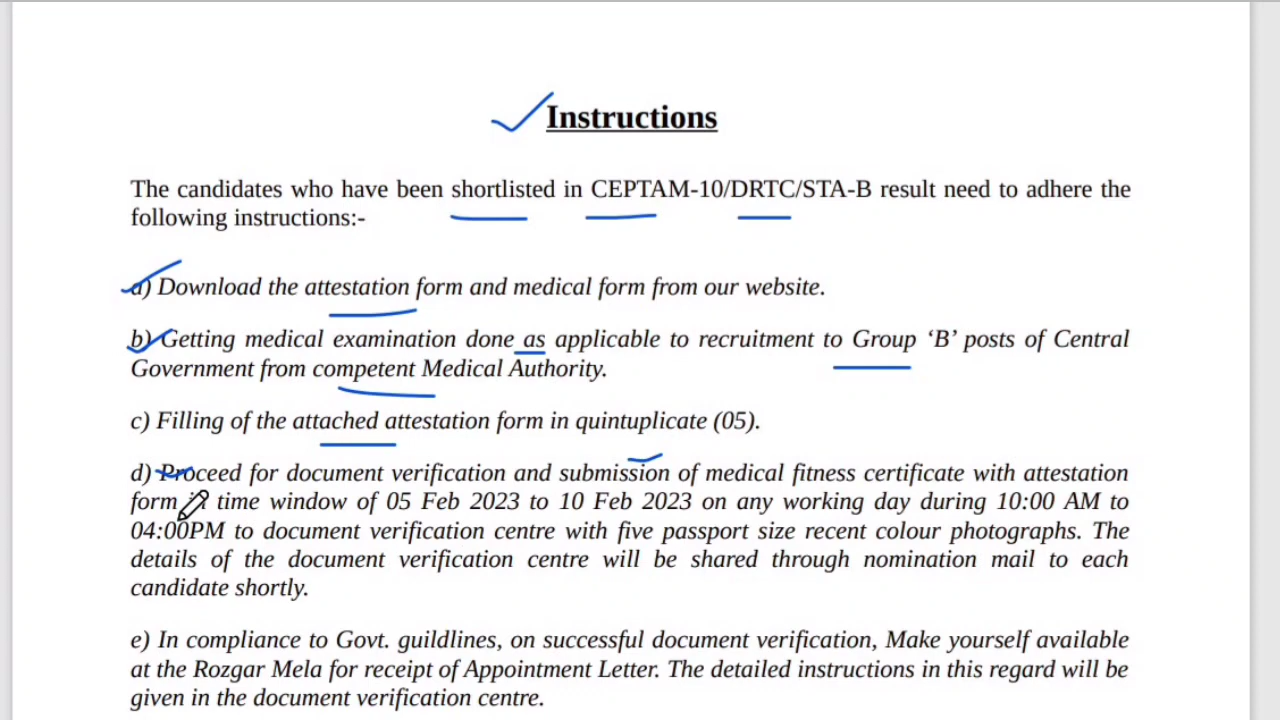 Instructions
The candidates who have been shortlisted in CEPTAM-10/DRTC/STA-B result need to adhere the
following instructions:-
a) Download the attestation form and medical form from our website.
b) Getting medical examination done as applicable to recruitment to Group ‘B’ posts of Central
Government from competent Medical Authority.
c) Filling of the attached attestation form in quintuplicate (05).
d) Proceed for document verification and submission of medical fitness certificate with attestation
form in time window of 05 Feb 2023 to 10 Feb 2023 on any working day during 10:00 AM to
04:00PM to document verification centre with five passport size recent colour photographs. The
details of the document verification centre will be shared through nomination mail to each
candidate shortly.
e) In compliance to Govt. guildlines, on successful document verification, Make yourself available
at the Rozgar Mela for receipt of Appointment Letter. The detailed instructions in this regard will be
given in the document verification centre.